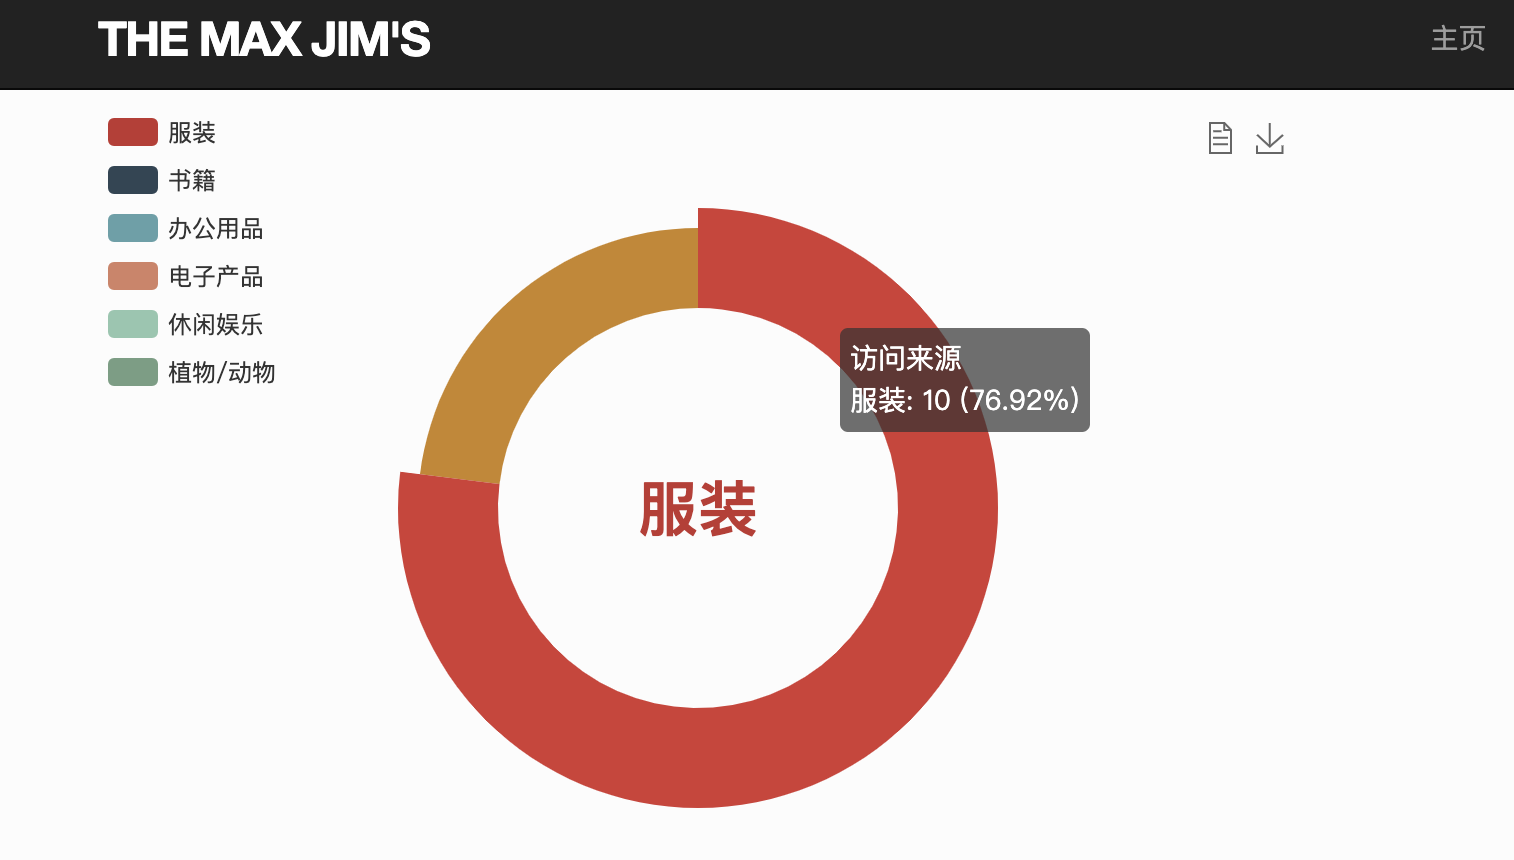 THE MAX JIM'S
主页
服装
书籍
办公用品
电子产品
休闲娱乐
植物/动物
访问来源
服装: 10 (76.92%)
服装